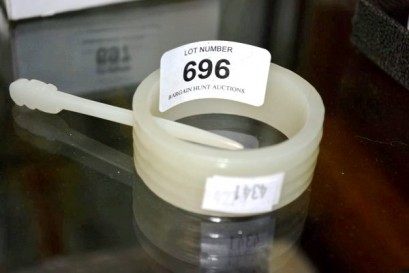 LOT NUMBER
696
BARGAIN HUNT AUCTIONS